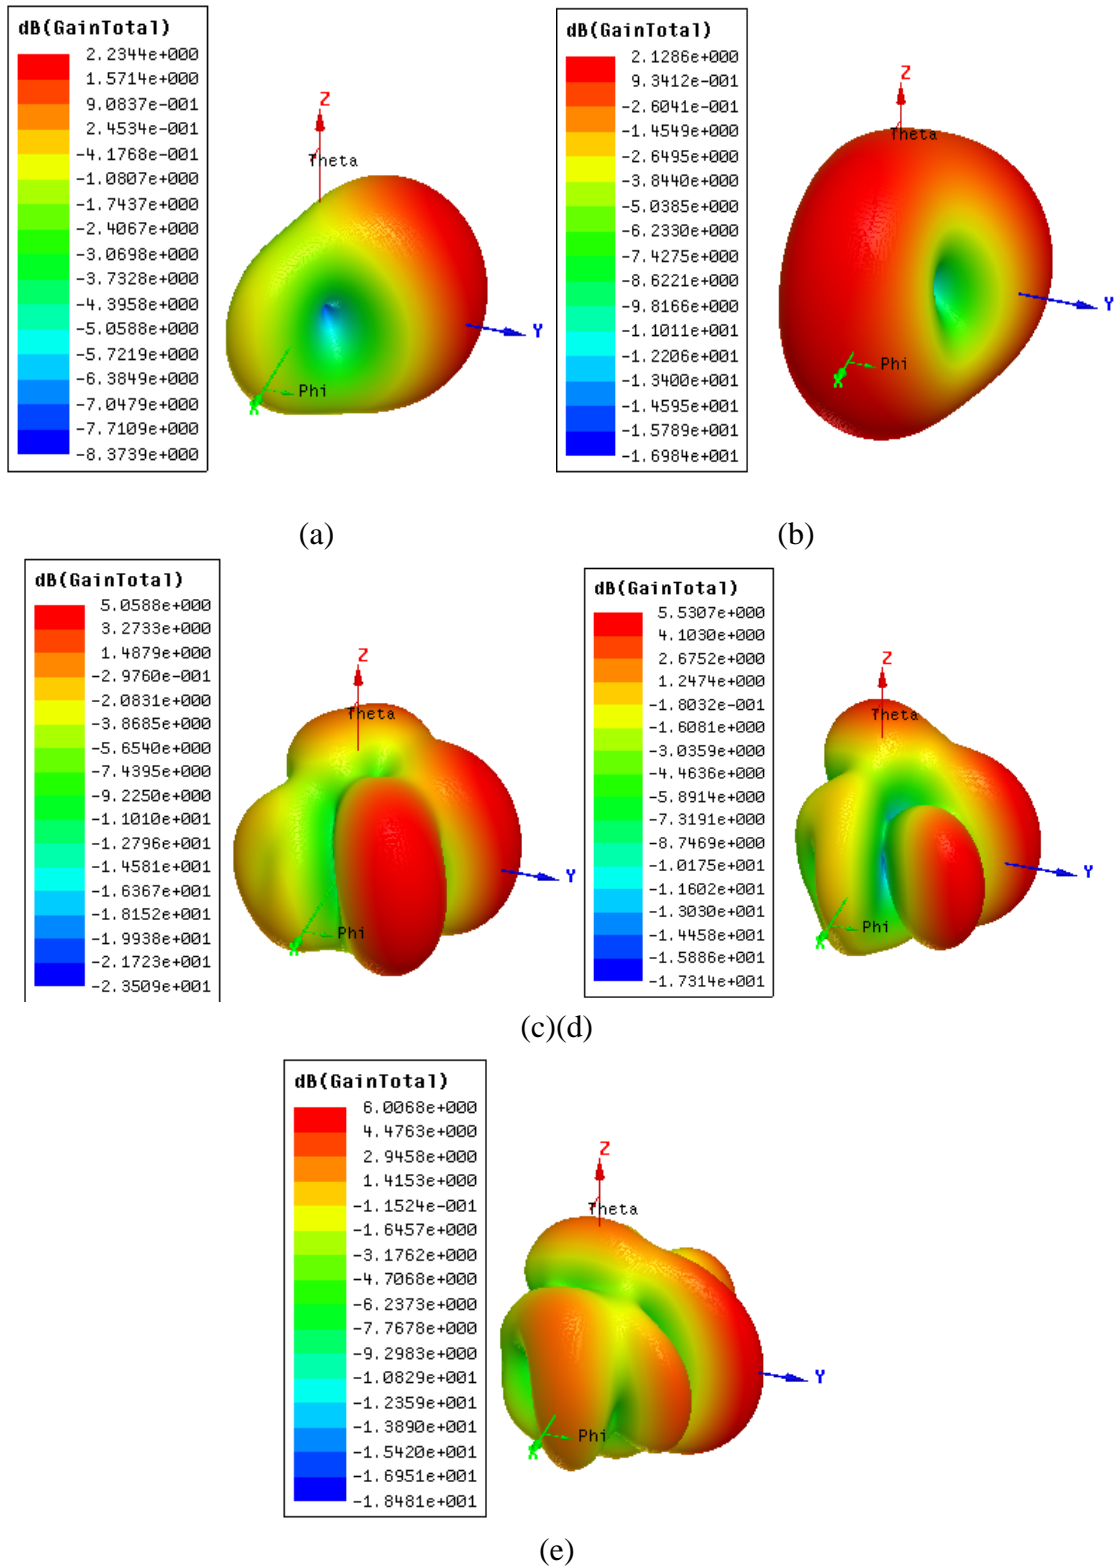 dB(GainTotal)
2.2344e+000
1.5714e+000
9.0837e-001
2.4534e-001
-4.1768e-001
-1.0807e+000
-1.7437e+000
-2.4067e+000
-3.0698e+000
-3.7328e+000
-4.3958e+000
-5.0588e+000
-5.7219e+000
-6.3849e+000
-7.0479e+000
-7.7109e+000
-8.3739e+000
Z
Theta
Y
Phi
X
(a)
dB(GainTotal)
2.1286e+000
9.3412e-001
-2.6041e-001
-1.4549e+000
-2.6495e+000
-3.8440e+000
-5.0385e+000
-6.2330e+000
-7.4275e+000
-8.6221e+000
-9.8166e+000
-1.1011e+001
-1.2206e+001
-1.3400e+001
-1.4595e+001
-1.5789e+001
-1.6984e+001
Z
Theta
Y
Phi
X
(b)
dB(GainTotal)
5.0588e+000
3.2733e+000
1.4879e+000
-2.9760e-001
-2.0831e+000
-3.8685e+000
-5.6540e+000
-7.4395e+000
-9.2250e+000
-1.1010e+001
-1.2796e+001
-1.4581e+001
-1.6367e+001
-1.8152e+001
-1.9938e+001
-2.1723e+001
-2.3509e+001
Z
Theta
Y
Phi
X
dB(GainTotal)
5.5307e+000
4.1030e+000
2.6752e+000
1.2474e+000
-1.8032e-001
-1.6081e+000
-3.0359e+000
-4.4636e+000
-5.8914e+000
-7.3191e+000
-8.7469e+000
-1.0175e+001
-1.1602e+001
-1.3030e+001
-1.4458e+001
-1.5886e+001
-1.7314e+001
Z
Theta
Y
Phi
X
(c)(d)
dB(GainTotal)
6.0068e+000
4.4763e+000
2.9458e+000
1.4153e+000
-1.1524e-001
-1.6457e+000
-3.1762e+000
-4.7068e+000
-6.2373e+000
-7.7678e+000
-9.2983e+000
-1.0829e+001
-1.2359e+001
-1.3890e+001
-1.5420e+001
-1.6951e+001
-1.8481e+001
Z
Theta
Y
Phi
X
(e)